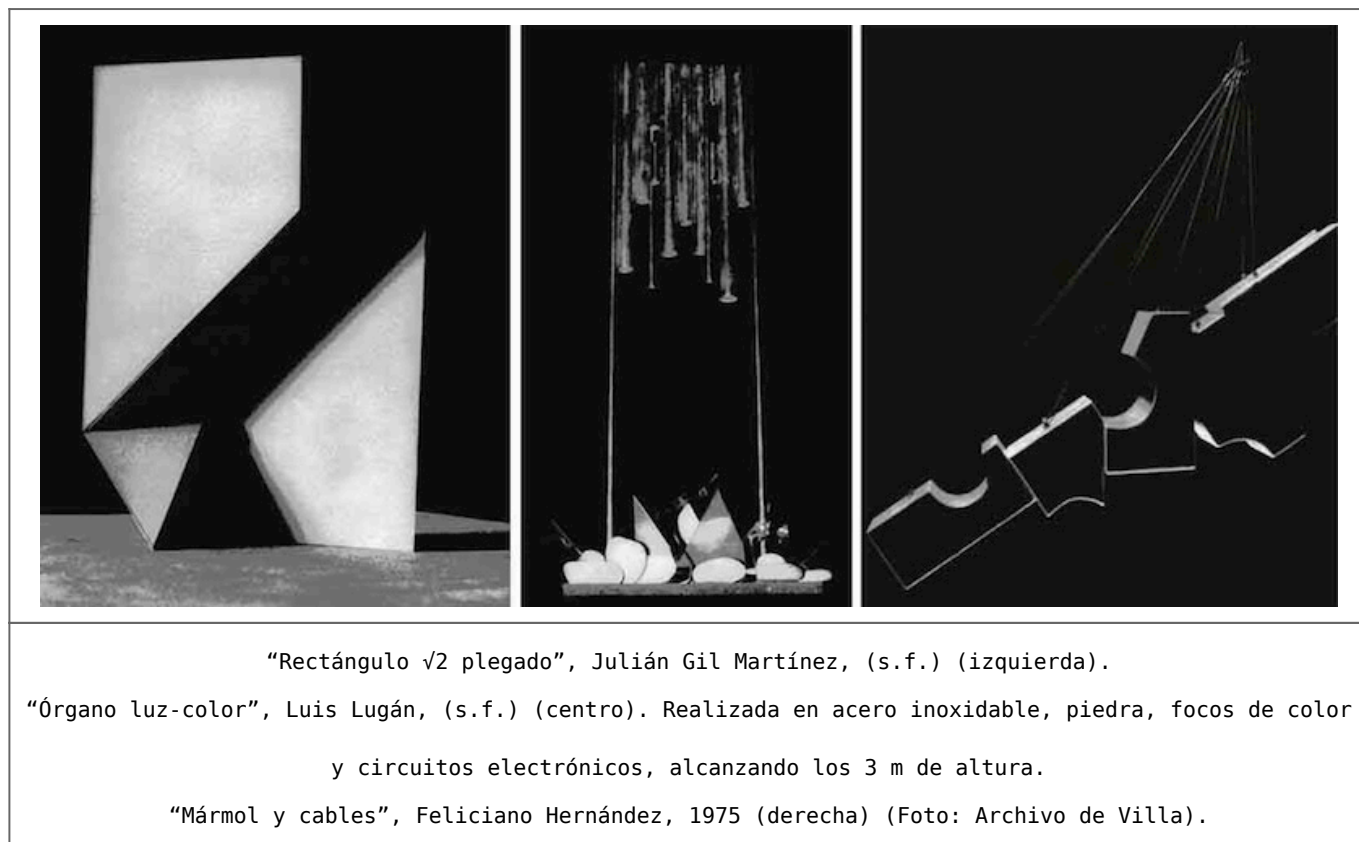 “Rectángulo √2 plegado”, Julián Gil Martínez, (s.f.) (izquierda).
“Órgano luz-color”, Luis Lugán, (s.f.) (centro). Realizada en acero inoxidable, piedra, focos de color
y circuitos electrónicos, alcanzando los 3 m de altura.
“Mármol y cables”, Feliciano Hernández, 1975 (derecha) (Foto: Archivo de Villa).